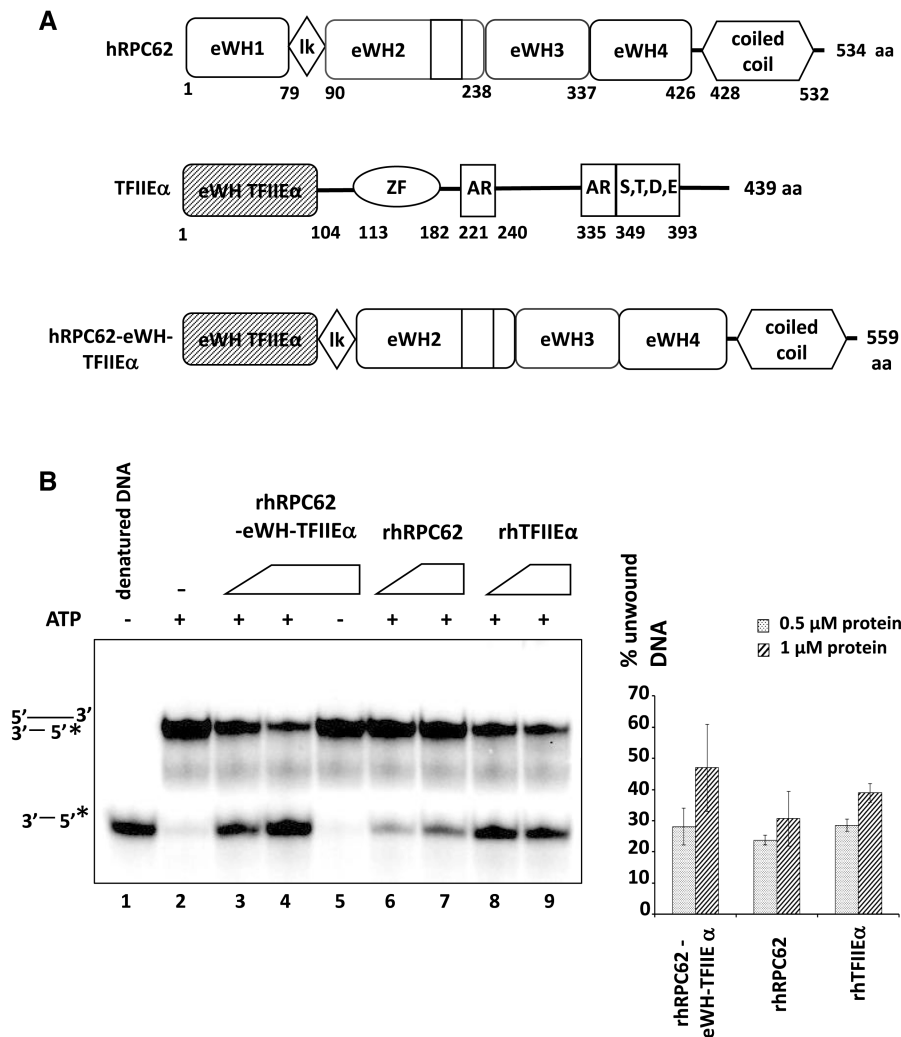 A
hRPC62 eWH1 lk eWH2 eWH3 eWH4 coiled coil 534 aa
1 79 90 238 337 426 428 532
TFIIEα eWH TFIIEα ZF AR AR S,T,D,E 439 aa
1 104 113 182 221 240 335 349 393
hRPC62-eWH-
TFIIEα
eWH TFIIEα lk eWH2 eWH3 eWH4 coiled coil 559 aa
B
denatured DNA
rhRPC62
-eWH-TFIIEα
rhRPC62
rhTFIIEα
–
ATP - + + + - + + + +
5’ 3’
3’ 5’*
3’ 5’*
1 2 3 4 5 6 7 8 9
% unwound
DNA
0.5 μM protein
1 μM protein
70
60
50
40
30
20
10
0
rhRPC62 -
eWH-TFIIE α
rhRPC62
rhTFIIEα